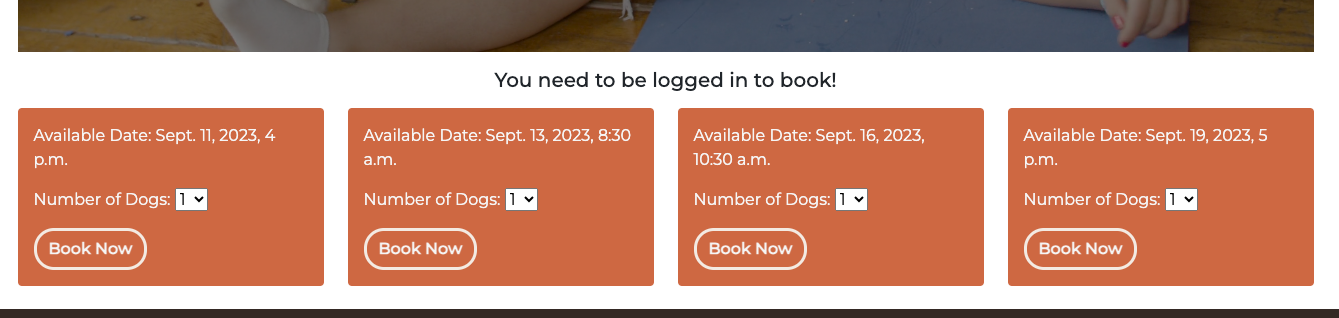 You need to be logged in to book!
Available Date: Sept. 11, 2023, 4
p.m.
Number of Dogs: 1
Book Now
Available Date: Sept. 13, 2023, 8:30
a.m.
Number of Dogs: 1
Book Now
Available Date: Sept. 16, 2023,
10:30 a.m.
Number of Dogs: 1
Book Now
Available Date: Sept. 19, 2023, 5
p.m.
Number of Dogs: 1
Book Now